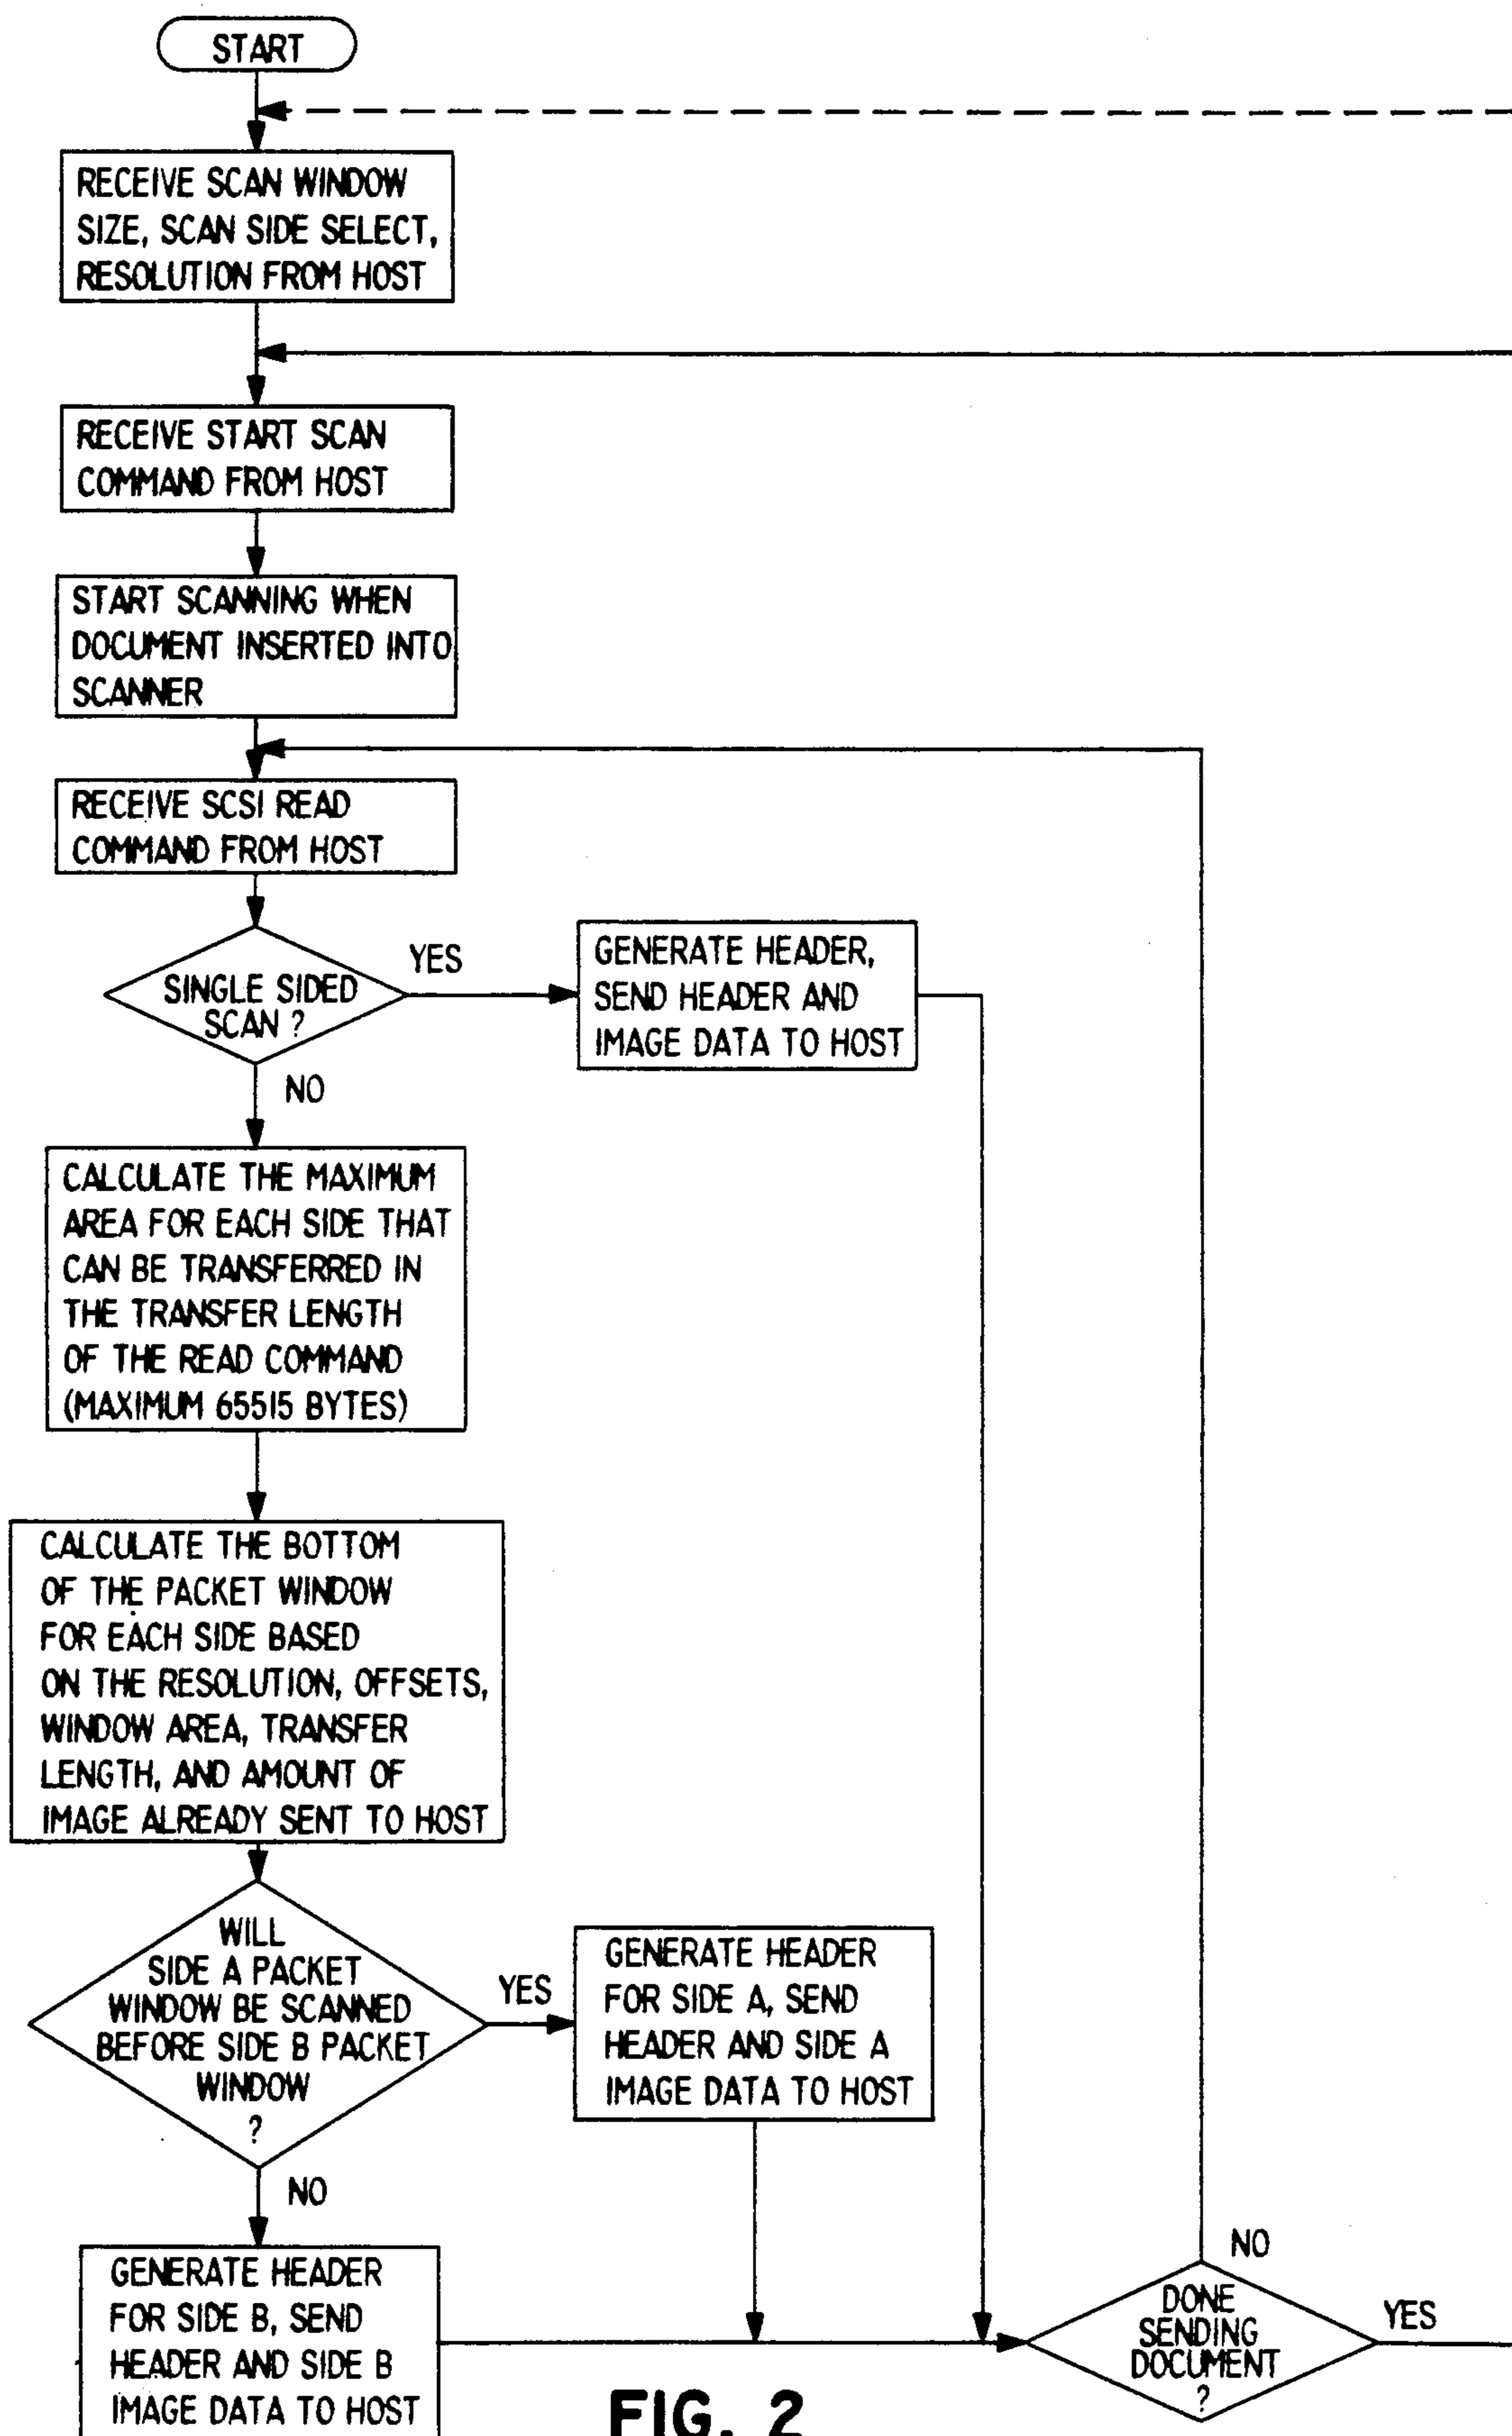 START
RECEIVE SCAN WINDOW
SIZE, SCAN SIDE SELECT,
RESOLUTION FROM HOST
RECEIVE START SCAN
COMMAND FROM HOST
START SCANNING WHEN
DOCUMENT INSERTED INTO
SCANNER
RECEIVE SCSI READ
COMMAND FROM HOST
SINGLE SIDED
SCAN ?
YES
GENERATE HEADER,
SEND HEADER AND
IMAGE DATA TO HOST
NO
CALCULATE THE MAXIMUM
AREA FOR EACH SIDE THAT
CAN BE TRANSFERRED IN
THE TRANSFER LENGTH
OF THE READ COMMAND
(MAXIMUM 65515 BYTES)
CALCULATE THE BOTTOM
OF THE PACKET WINDOW
FOR EACH SIDE BASED
ON THE RESOLUTION, OFFSETS,
WINDOW AREA, TRANSFER
LENGTH, AND AMOUNT OF
IMAGE ALREADY SENT TO HOST
WILL
SIDE A PACKET
WINDOW BE SCANNED
BEFORE SIDE B PACKET
WINDOW
?
YES
GENERATE HEADER
FOR SIDE A, SEND
HEADER AND SIDE A
IMAGE DATA TO HOST
NO
GENERATE HEADER
FOR SIDE B, SEND
HEADER AND SIDE B
IMAGE DATA TO HOST
NO
DONE
SENDING
DOCUMENT
?
YES
FIG. 2